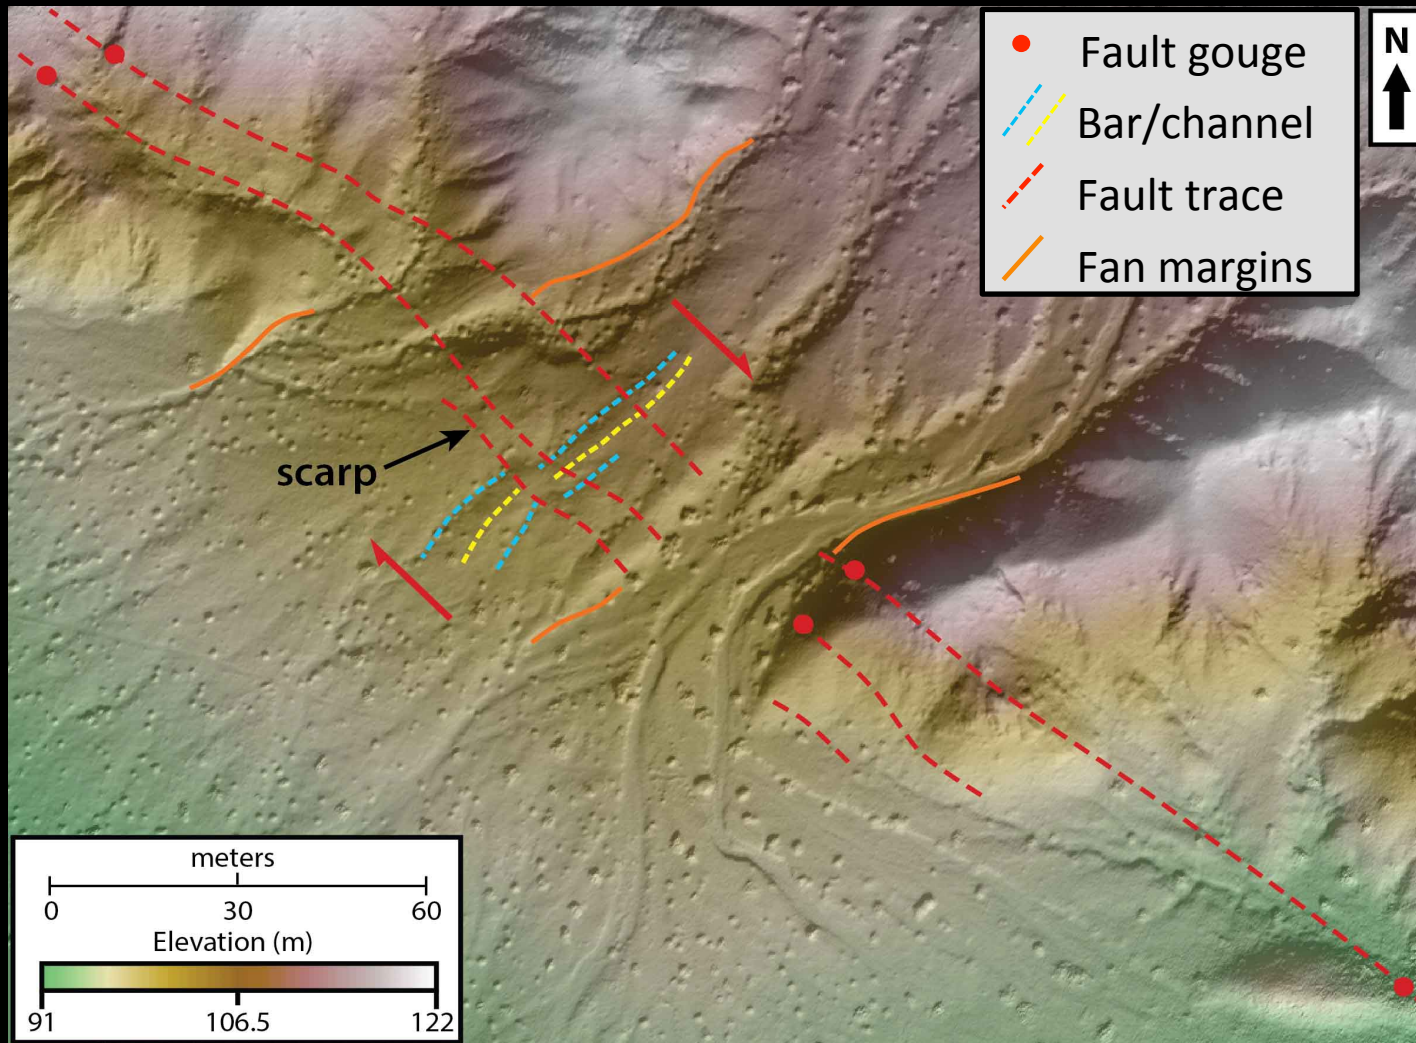 Fault gouge
Bar/channel
Fault trace
Fan margins
N
scarp
meters
0 30 60
Elevation (m)
91 106.5 122